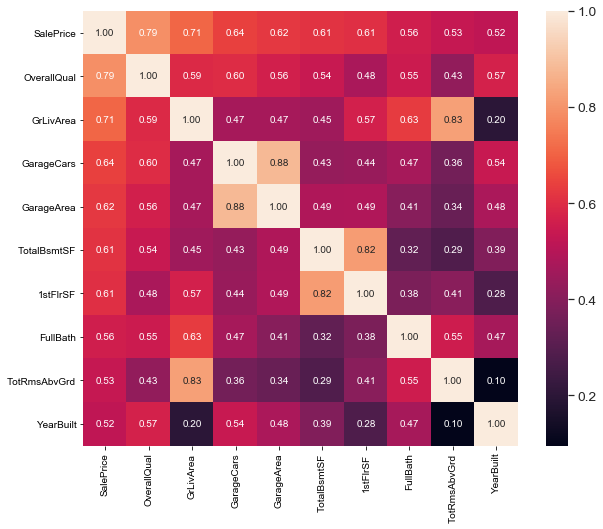 SalePrice 1.00 0.79 0.71 0.64 0.62 0.61 0.61 0.56 0.53 0.52
OverallQual 0.79 1.00 0.59 0.60 0.56 0.54 0.48 0.55 0.43 0.57
GrLivArea 0.71 0.59 1.00 0.47 0.47 0.45 0.57 0.63 0.83 0.20
GarageCars 0.64 0.60 0.47 1.00 0.88 0.43 0.44 0.47 0.36 0.54
GarageArea 0.62 0.56 0.47 0.88 1.00 0.49 0.49 0.41 0.34 0.48
TotalBsmtSF 0.61 0.54 0.45 0.43 0.49 1.00 0.82 0.32 0.29 0.39
1stFlrSF 0.61 0.48 0.57 0.44 0.49 0.82 1.00 0.38 0.41 0.28
FullBath 0.56 0.55 0.63 0.47 0.41 0.32 0.38 1.00 0.55 0.47
TotRmsAbvGrd 0.53 0.43 0.83 0.36 0.34 0.29 0.41 0.55 1.00 0.10
YearBuilt 0.52 0.57 0.20 0.54 0.48 0.39 0.28 0.47 0.10 1.00
SalePrice
OverallQual
GrLivArea
GarageCars
GarageArea
TotalBsmtSF
1stFlrSF
FullBath
TotRmsAbvGrd
YearBuilt
1.0
0.8
0.6
0.4
0.2